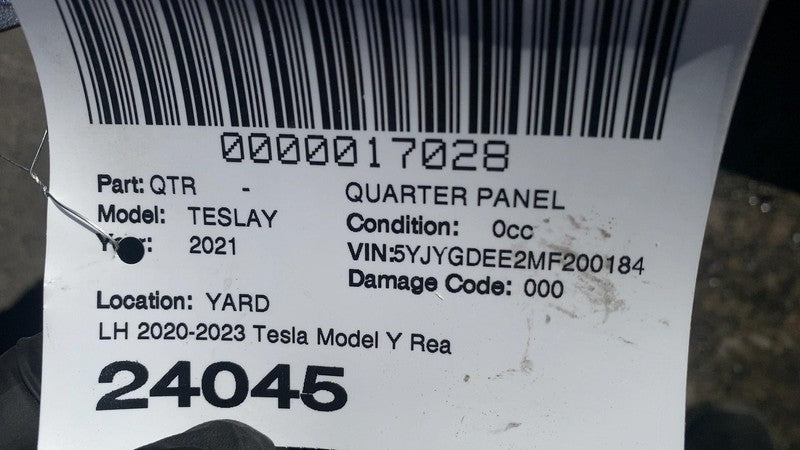 0000017028
Part: QTR - QUARTER PANEL
Model: TESLAY Condition: 0cc
Year: 2021 VIN:5YJYGDEE2MF200184
Damage Code: 000
Location: YARD
LH 2020-2023 Tesla Model Y Rea
24045